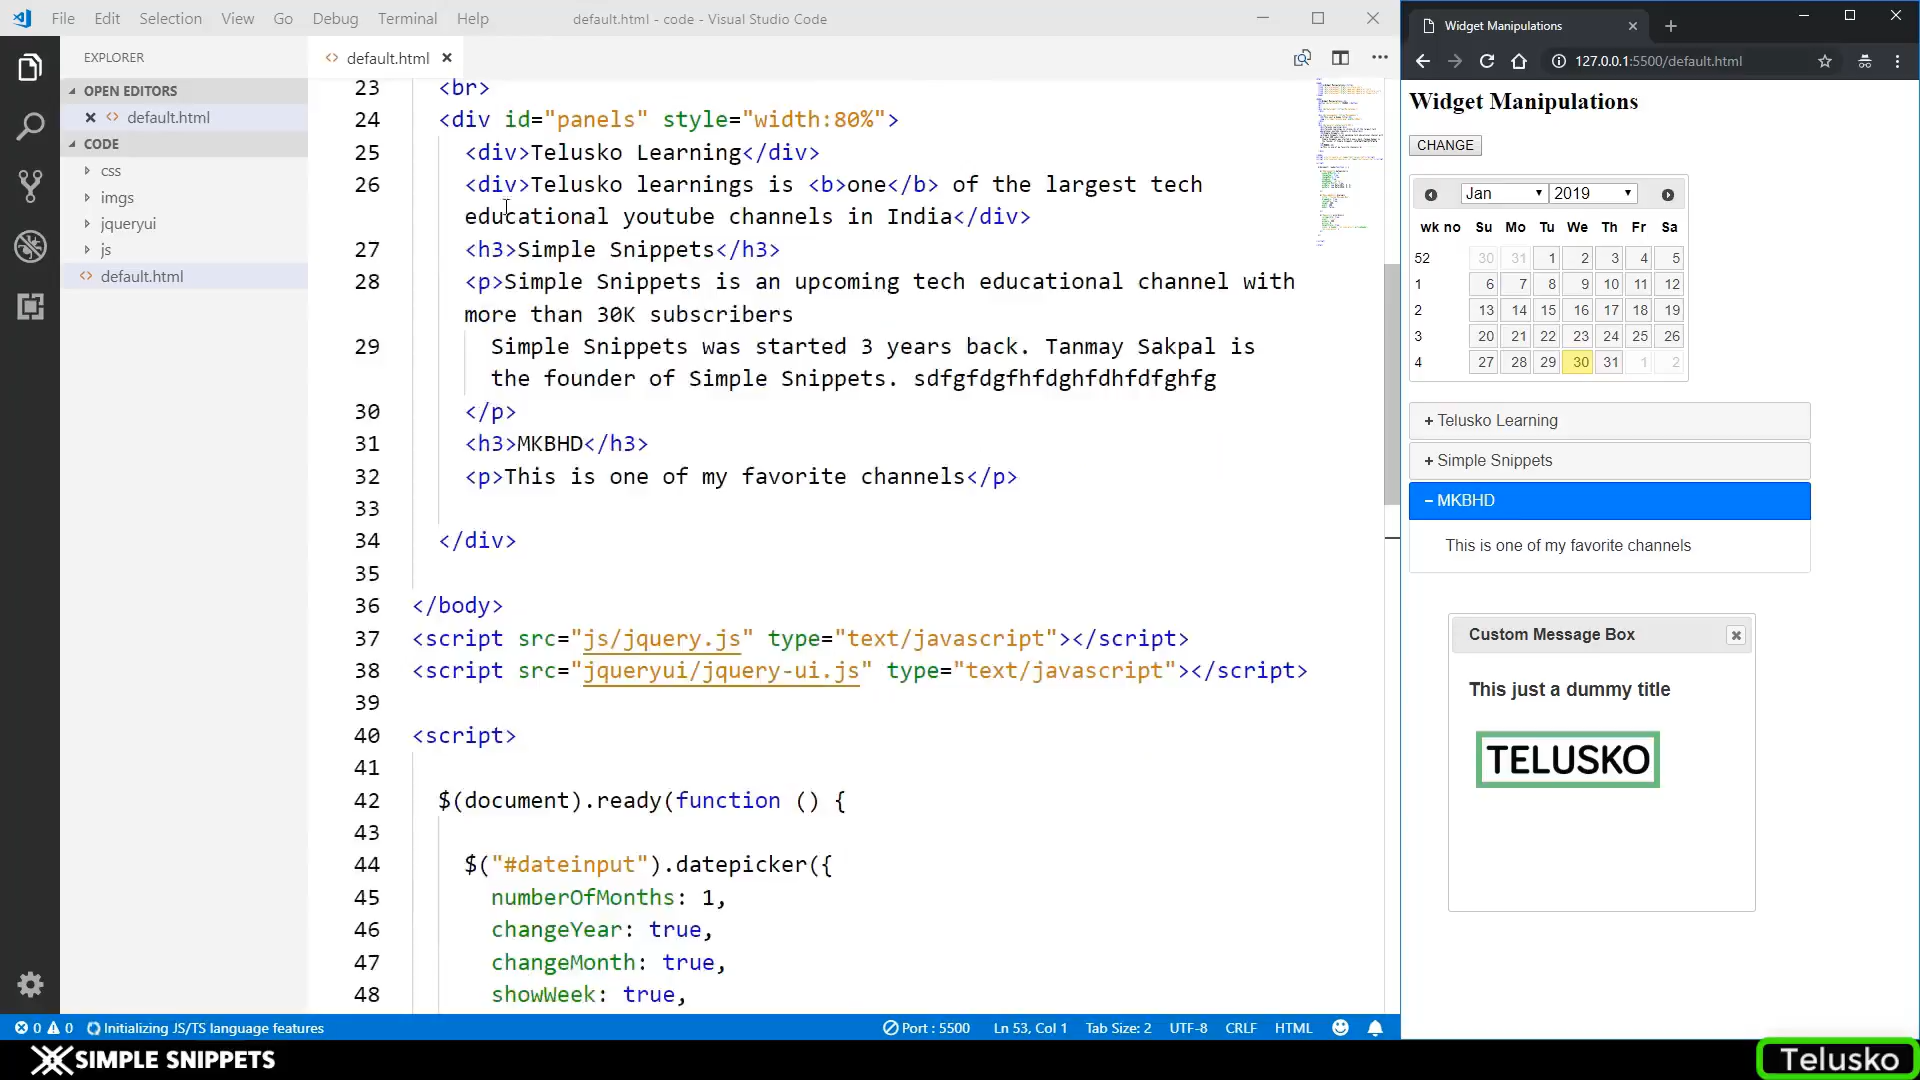 File Edit Selection View Go Debug Terminal Help default.html - code - Visual Studio Code
EXPLORER
OPEN EDITORS
default.html
CODE
css
imgs
jqueryui
js
default.html
default.html
23 <br>
24 <div id="panels" style="width:80%">
25 <div>Telusko Learning</div>
26 <div>Telusko learnings is <b>one</b> of the largest tech
educational youtube channels in India</div>
27 <h3>Simple Snippets</h3>
28 <p>Simple Snippets is an upcoming tech educational channel with
more than 30K subscribers
29 Simple Snippets was started 3 years back. Tanmay Sakpal is
the founder of Simple Snippets. sdfgfdgfhfdghfdhfdfghfg
30 </p>
31 <h3>MKBHD</h3>
32 <p>This is one of my favorite channels</p>
33
34 </div>
35
36 </body>
37 <script src="js/jquery.js" type="text/javascript"></script>
38 <script src="jqueryui/jquery-ui.js" type="text/javascript"></script>
39
40 <script>
41
42 $(document).ready(function () {
43
44 $("#dateinput").datepicker({
45 numberOfMonths: 1,
46 changeYear: true,
47 changeMonth: true,
48 showWeek: true,
0 0 Initializing JS/TS language features Port : 5500 Ln 53, Col 1 Tab Size: 2 UTF-8 CRLF HTML
Widget Manipulations
127.0.0.1:5500/default.html
Widget Manipulations
CHANGE
Jan 2019
wk no Su Mo Tu We Th Fr Sa
52 30 31 1 2 3 4 5
1 6 7 8 9 10 11 12
2 13 14 15 16 17 18 19
3 20 21 22 23 24 25 26
4 27 28 29 30 31 1 2
+ Telusko Learning
+ Simple Snippets
– MKBHD
This is one of my favorite channels
Custom Message Box
This just a dummy title
TELUSKO
SIMPLE SNIPPETS
Telusko